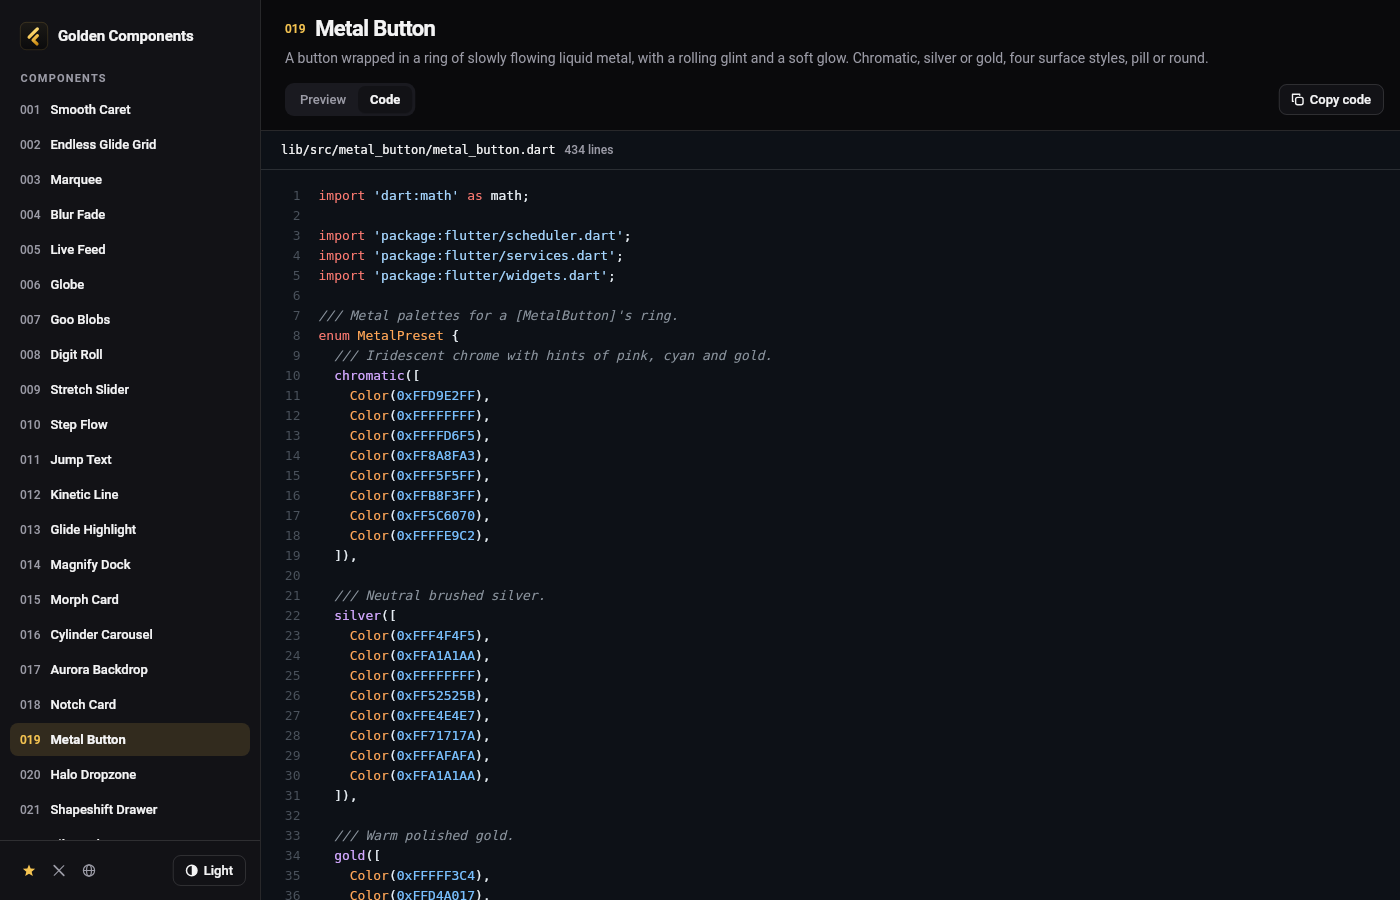 Golden Components
COMPONENTS
001 Smooth Caret
002 Endless Glide Grid
003 Marquee
004 Blur Fade
005 Live Feed
006 Globe
007 Goo Blobs
008 Digit Roll
009 Stretch Slider
010 Step Flow
011 Jump Text
012 Kinetic Line
013 Glide Highlight
014 Magnify Dock
015 Morph Card
016 Cylinder Carousel
017 Aurora Backdrop
018 Notch Card
019 Metal Button
020 Halo Dropzone
021 Shapeshift Drawer
Light
019 Metal Button
A button wrapped in a ring of slowly flowing liquid metal, with a rolling glint and a soft glow. Chromatic, silver or gold, four surface styles, pill or round.
Preview Code
Copy code
lib/src/metal_button/metal_button.dart 434 lines
1 import 'dart:math' as math;
2
3 import 'package:flutter/scheduler.dart';
4 import 'package:flutter/services.dart';
5 import 'package:flutter/widgets.dart';
6
7 /// Metal palettes for a [MetalButton]'s ring.
8 enum MetalPreset {
9 /// Iridescent chrome with hints of pink, cyan and gold.
10 chromatic([
11 Color(0xFFD9E2FF),
12 Color(0xFFFFFFFF),
13 Color(0xFFFFD6F5),
14 Color(0xFF8A8FA3),
15 Color(0xFFF5F5FF),
16 Color(0xFFB8F3FF),
17 Color(0xFF5C6070),
18 Color(0xFFFFE9C2),
19 ]),
20
21 /// Neutral brushed silver.
22 silver([
23 Color(0xFFF4F4F5),
24 Color(0xFFA1A1AA),
25 Color(0xFFFFFFFF),
26 Color(0xFF52525B),
27 Color(0xFFE4E4E7),
28 Color(0xFF71717A),
29 Color(0xFFFAFAFA),
30 Color(0xFFA1A1AA),
31 ]),
32
33 /// Warm polished gold.
34 gold([
35 Color(0xFFFFF3C4),
36 Color(0xFFD4A017),